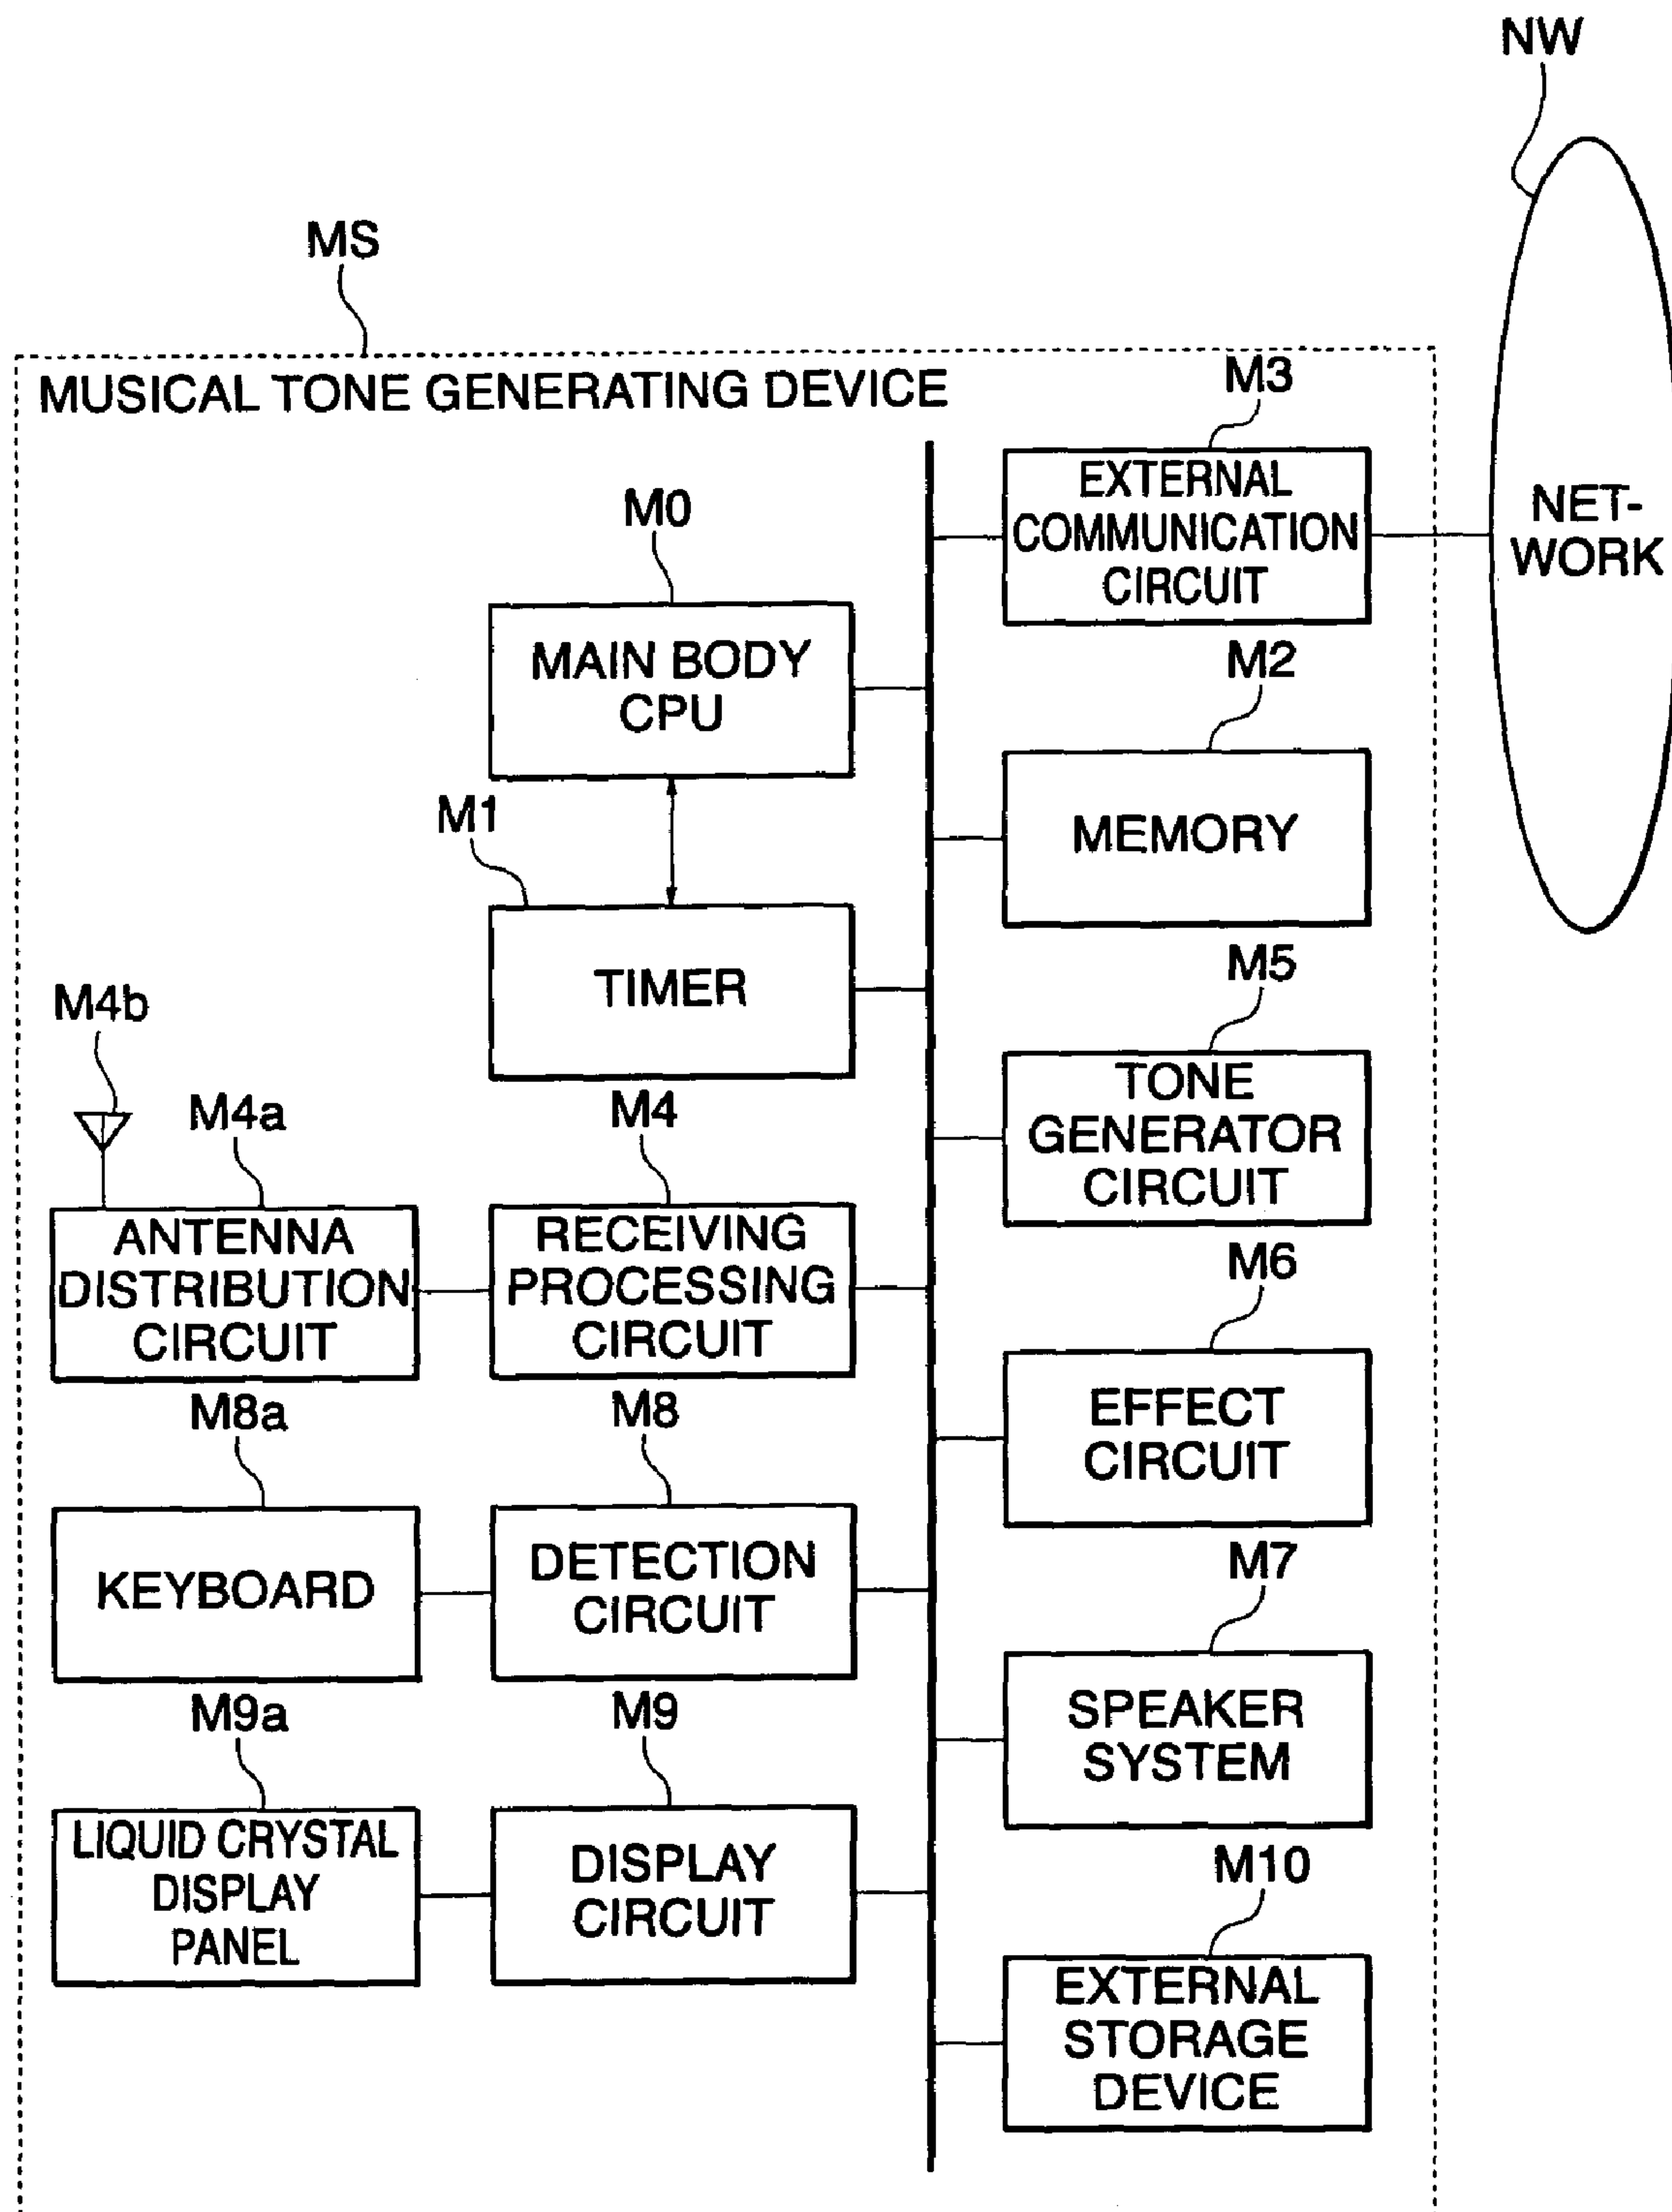 NW
MS
MUSICAL TONE GENERATING DEVICE
M3
EXTERNAL
COMMUNICATION
CIRCUIT
NET-
WORK
M0
MAIN BODY
CPU
M2
MEMORY
M1
TIMER
M5
TONE
GENERATOR
CIRCUIT
M4b
M4a
ANTENNA
DISTRIBUTION
CIRCUIT
M4
RECEIVING
PROCESSING
CIRCUIT
M6
EFFECT
CIRCUIT
M8a
KEYBOARD
M8
DETECTION
CIRCUIT
M7
SPEAKER
SYSTEM
M9a
LIQUID CRYSTAL
DISPLAY
PANEL
M9
DISPLAY
CIRCUIT
M10
EXTERNAL
STORAGE
DEVICE